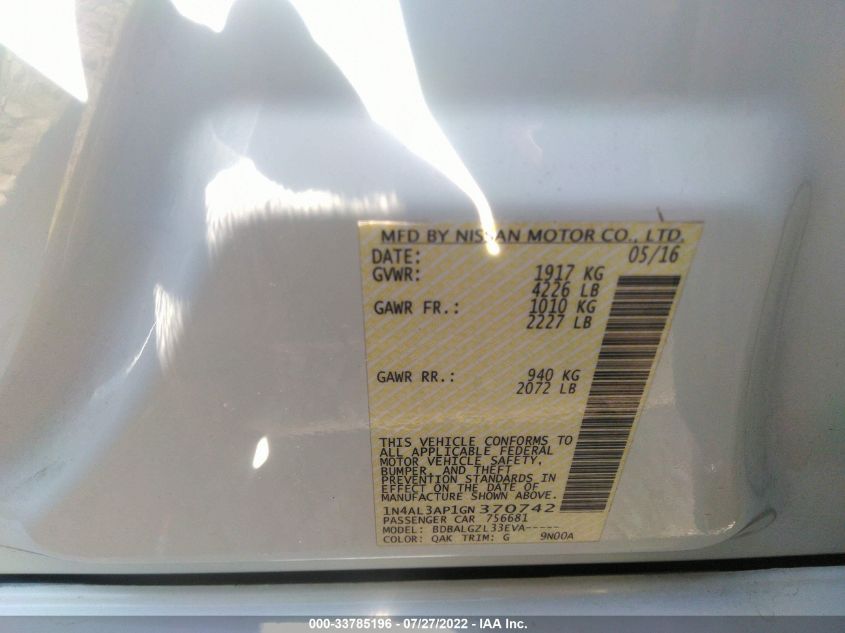 MFD BY NISSAN MOTOR CO., LTD.
DATE: 05/16
GVWR: 1917 KG
4226 LB
GAWR FR.: 1010 KG
2227 LB
GAWR RR.: 940 KG
2072 LB
THIS VEHICLE CONFORMS TO
ALL APPLICABLE FEDERAL
MOTOR VEHICLE SAFETY,
BUMPER, AND THEFT
PREVENTION STANDARDS IN
EFFECT ON THE DATE OF
MANUFACTURE SHOWN ABOVE.
1N4AL3AP1GN370742
PASSENGER CAR 756681
MODEL: BDBALGZL33EVA-----
COLOR: QAK TRIM: G 9N00A
000-33785196 - 07/27/2022 - IAA Inc.